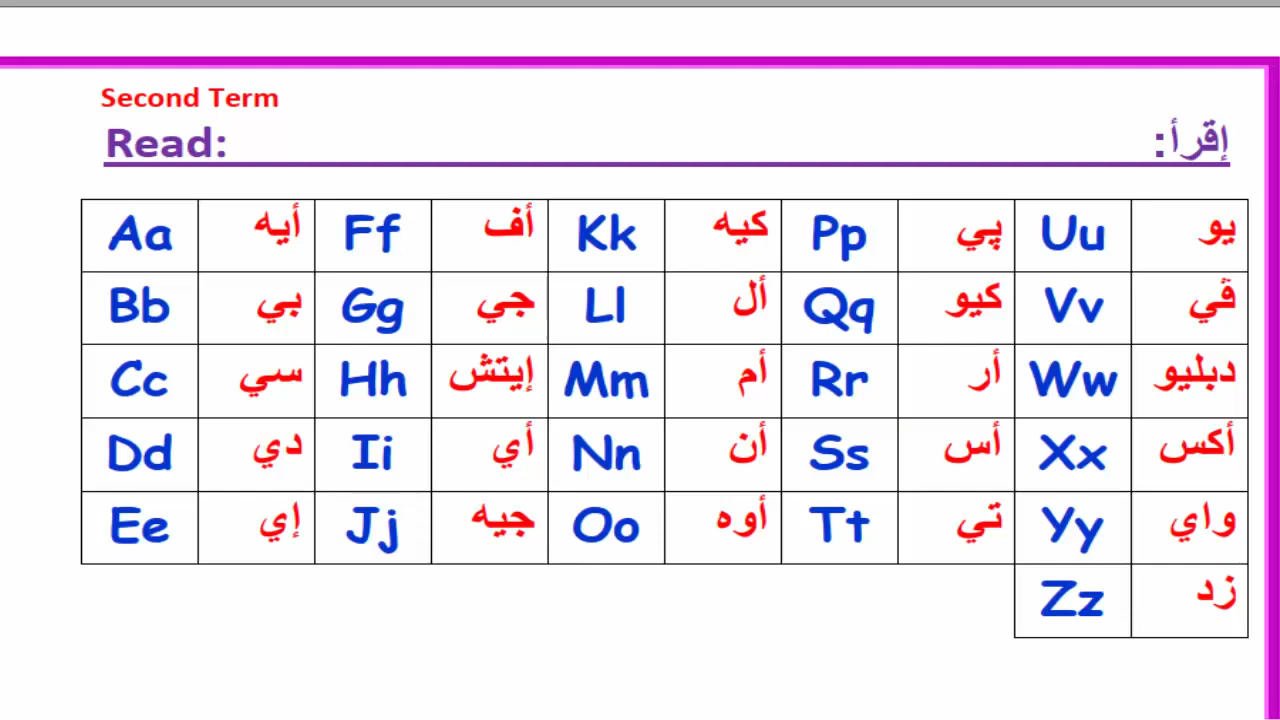 Second Term
Read: إقرأ:
Aa أيه Ff أف Kk كيه Pp پي Uu يو
Bb بي Gg جي Ll أل Qq كيو Vv ڤي
Cc سي Hh إيتش Mm أم Rr أر Ww دبليو
Dd دي Ii أي Nn أن Ss أس Xx أكس
Ee إي Jj جيه Oo أوه Tt تي Yy واي
Zz زد